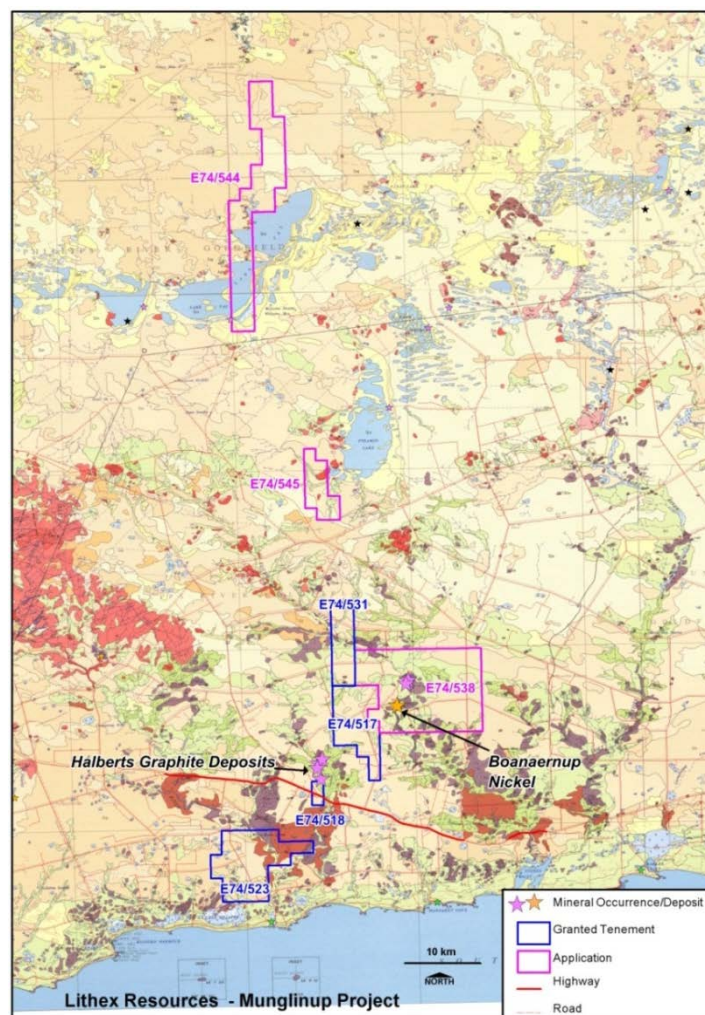 E74/544
E74/545
E74/531
E74/538
E74/517
Boanaernup
Nickel
Halberts Graphite Deposits
E74/518
E74/523
10 km
NORTH
Mineral Occurrence/Deposit
Granted Tenement
Application
Highway
Road
Lithex Resources - Munglinup Project